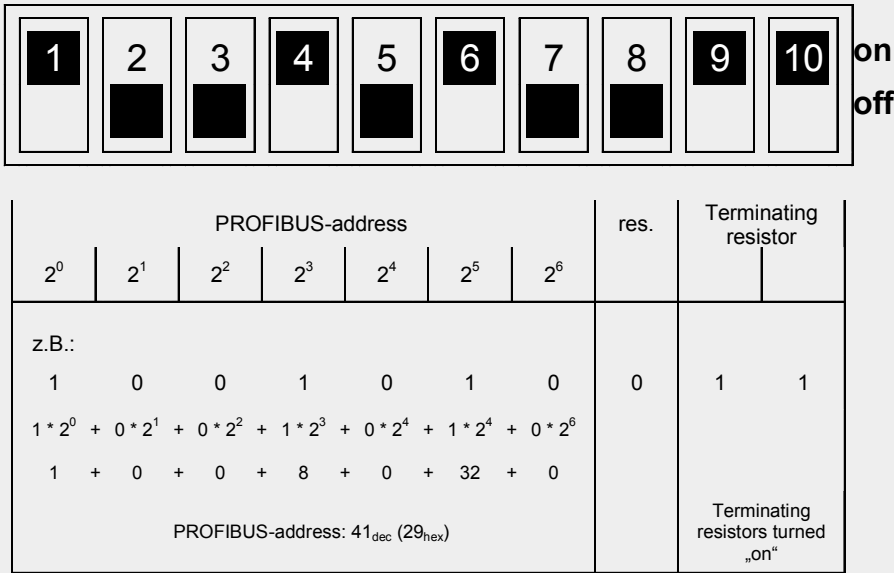 1 2 3 4 5 6 7 8 9 10 on
off
PROFIBUS-address res. Terminating
resistor
2⁰ 2¹ 2² 2³ 2⁴ 2⁵ 2⁶
z.B.:
1 0 0 1 0 1 0 0 1 1
1 * 2⁰ + 0 * 2¹ + 0 * 2² + 1 * 2³ + 0 * 2⁴ + 1 * 2⁴ + 0 * 2⁶
1 + 0 + 0 + 8 + 0 + 32 + 0
PROFIBUS-address: 41dec (29hex)
Terminating
resistors turned
„on“